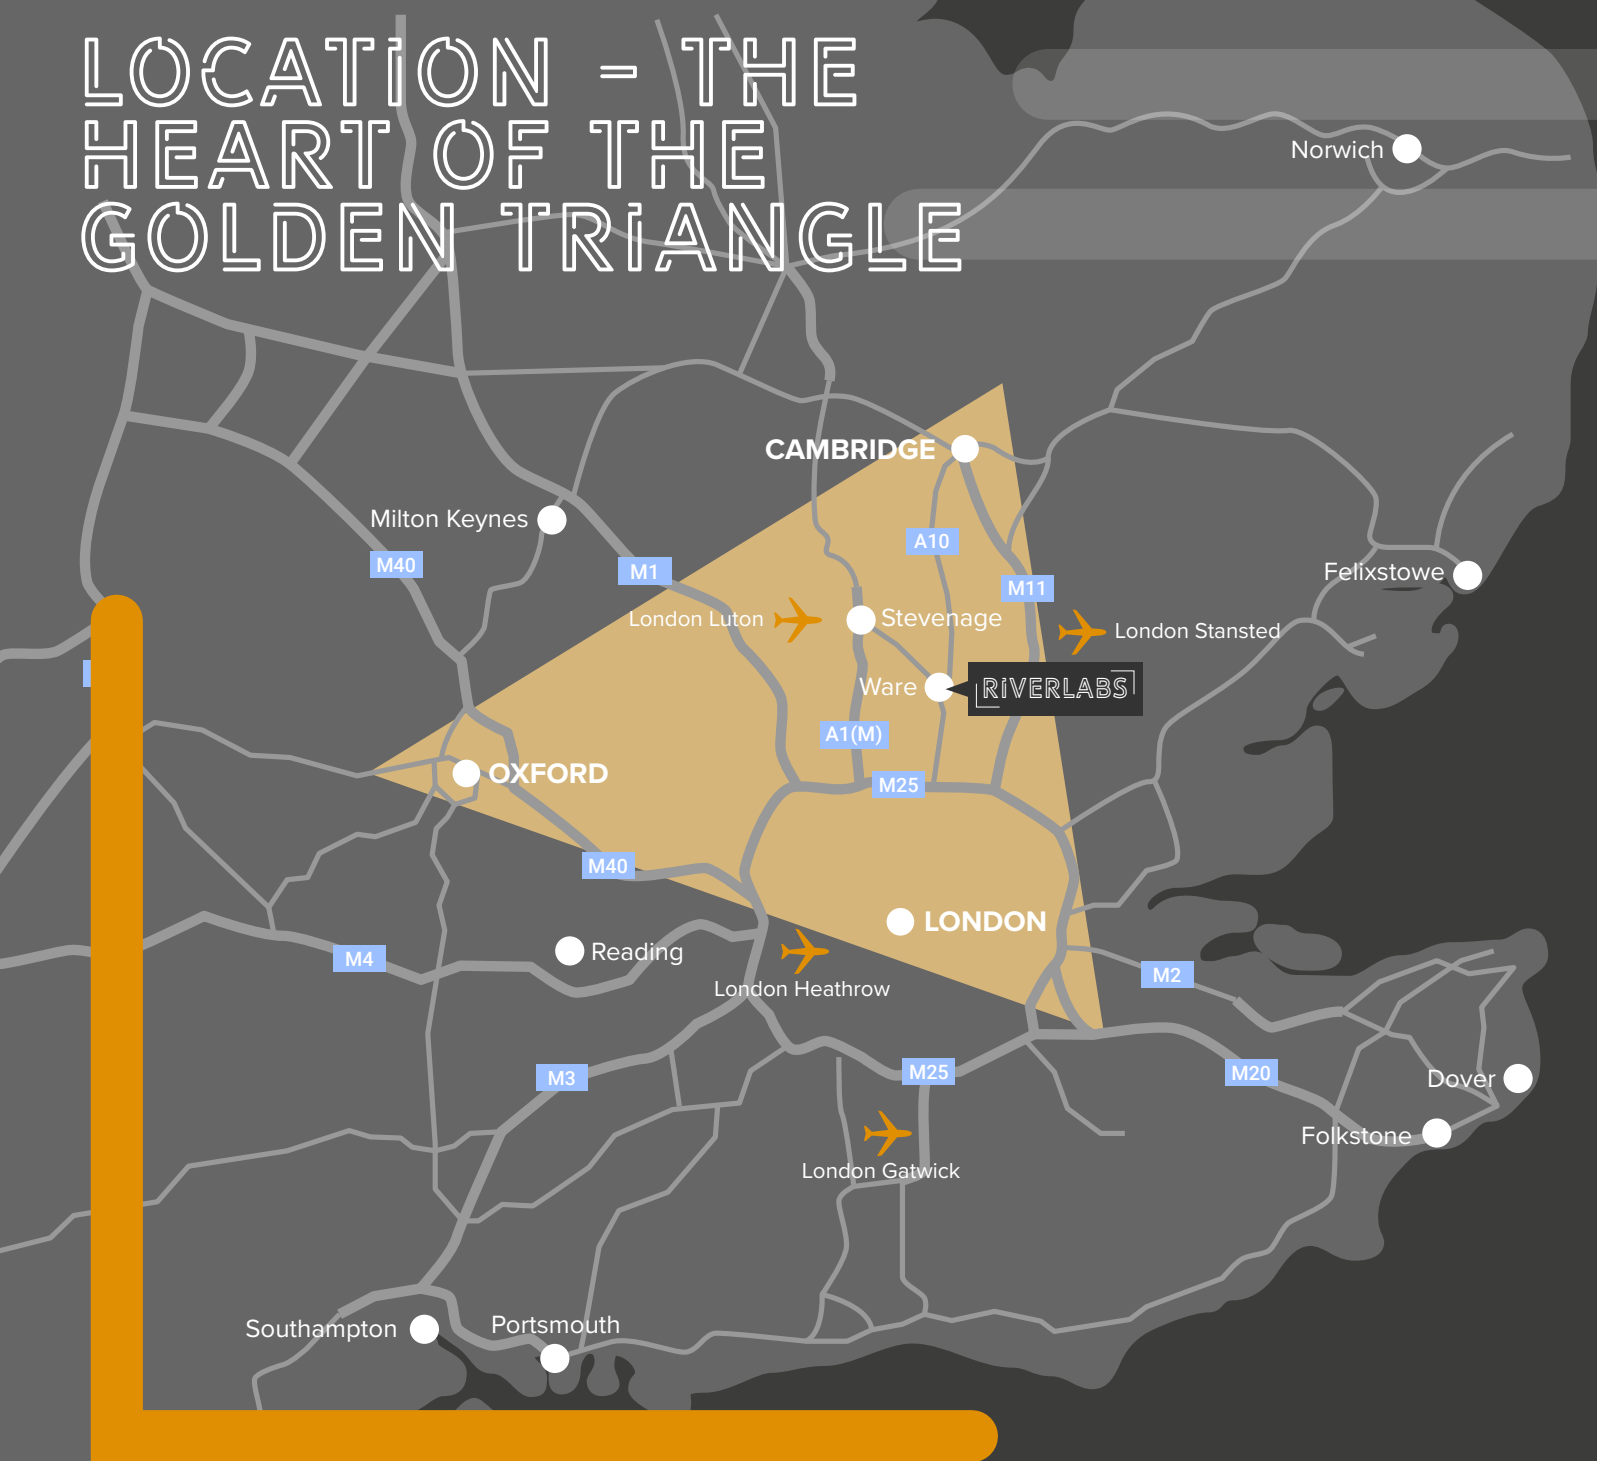 LOCATION – THE
HEART OF THE
GOLDEN TRIANGLE
Norwich
CAMBRIDGE
Milton Keynes
A10
M40
M1
Felixstowe
M11
London Luton
Stevenage
London Stansted
Ware
RIVERLABS
A1(M)
OXFORD
M25
M40
LONDON
Reading
M4
M2
London Heathrow
M25
M20
M3
Dover
Folkstone
London Gatwick
Southampton
Portsmouth